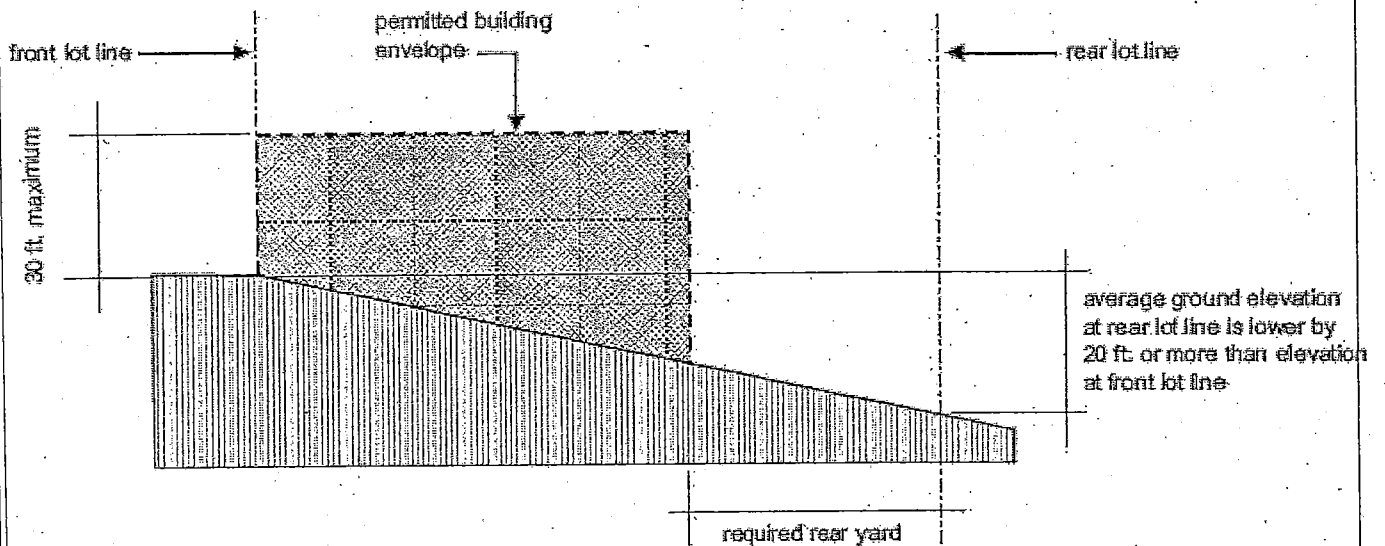 permitted building
envelope
front lot line
rear lot line
30 ft. maximum
average ground elevation
at rear lot line is lower by
20 ft. or more than elevation
at front lot line
required rear yard